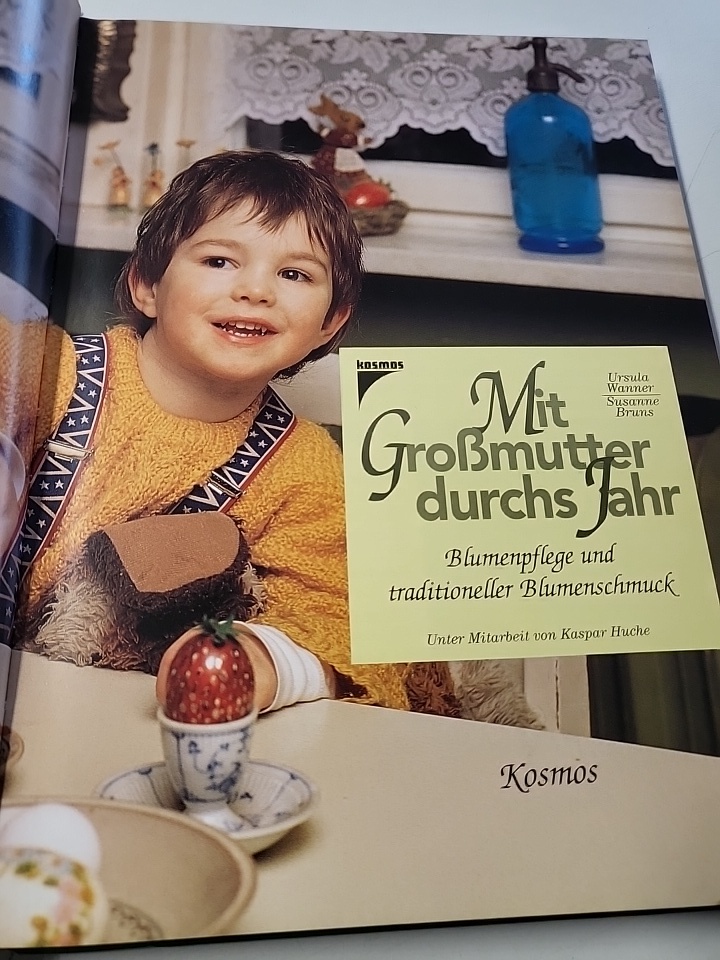 kosmos
Ursula
Wanner
Susanne
Bruns
Mit
Großmutter
durchs Jahr
Blumenpflege und
traditioneller Blumenschmuck
Unter Mitarbeit von Kaspar Huche
Kosmos